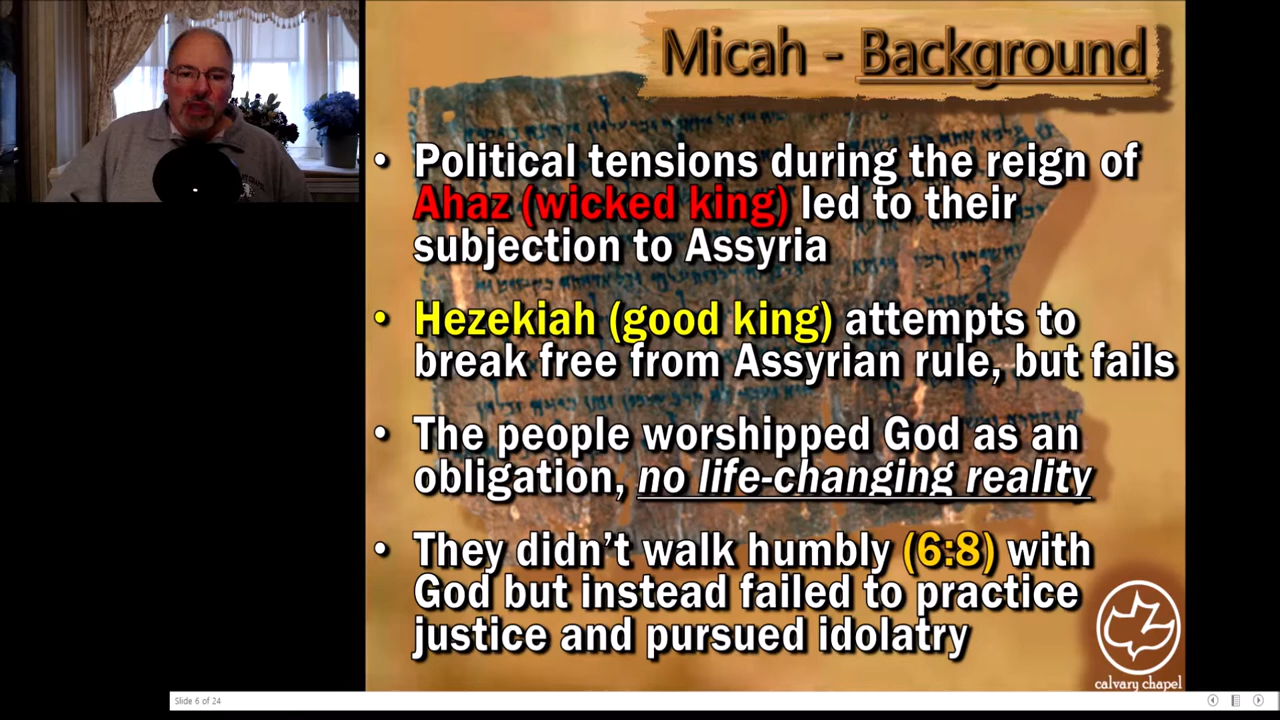 Micah - Background
• Political tensions during the reign of
Ahaz (wicked king) led to their
subjection to Assyria
• Hezekiah (good king) attempts to
break free from Assyrian rule, but fails
• The people worshipped God as an
obligation, no life-changing reality
• They didn't walk humbly (6:8) with
God but instead failed to practice
justice and pursued idolatry
calvary chapel
Slide 6 of 24